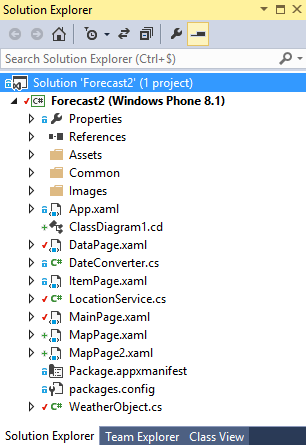 Solution Explorer
Search Solution Explorer (Ctrl+$)
Solution 'Forecast2' (1 project)
C# Forecast2 (Windows Phone 8.1)
Properties
References
Assets
Common
Images
App.xaml
ClassDiagram1.cd
DataPage.xaml
C# DateConverter.cs
ItemPage.xaml
C# LocationService.cs
MainPage.xaml
MapPage.xaml
MapPage2.xaml
Package.appxmanifest
packages.config
C# WeatherObject.cs
Solution Explorer Team Explorer Class View